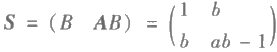 S = (B AB) = (1 b
b ab - 1)